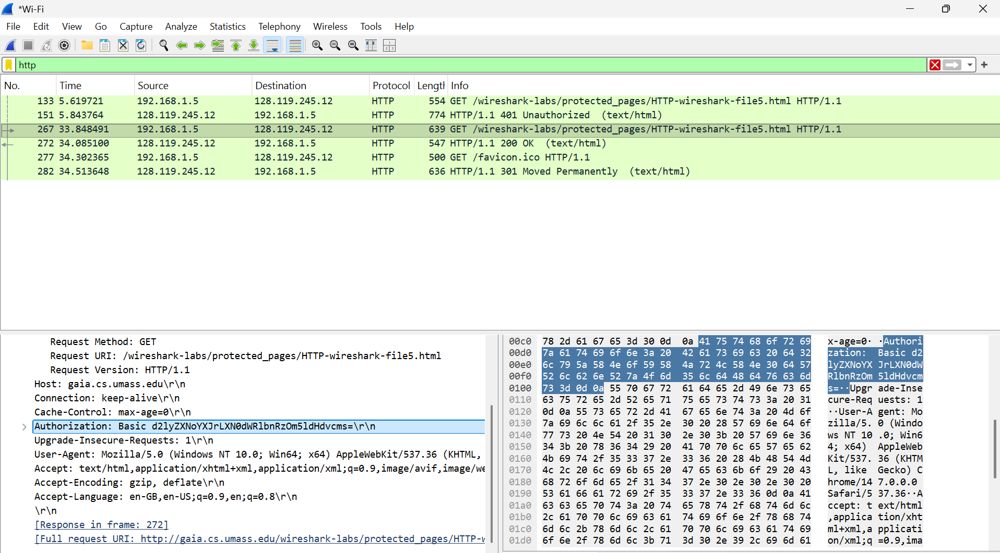 *Wi-Fi
File Edit View Go Capture Analyze Statistics Telephony Wireless Tools Help
http
No. Time Source Destination Protocol Length Info
133 5.619721 192.168.1.5 128.119.245.12 HTTP 554 GET /wireshark-labs/protected_pages/HTTP-wireshark-file5.html HTTP/1.1
151 5.843764 128.119.245.12 192.168.1.5 HTTP 774 HTTP/1.1 401 Unauthorized (text/html)
267 33.848491 192.168.1.5 128.119.245.12 HTTP 639 GET /wireshark-labs/protected_pages/HTTP-wireshark-file5.html HTTP/1.1
272 34.085100 128.119.245.12 192.168.1.5 HTTP 547 HTTP/1.1 200 OK (text/html)
277 34.302365 192.168.1.5 128.119.245.12 HTTP 500 GET /favicon.ico HTTP/1.1
282 34.513648 128.119.245.12 192.168.1.5 HTTP 636 HTTP/1.1 301 Moved Permanently (text/html)
Request Method: GET
Request URI: /wireshark-labs/protected_pages/HTTP-wireshark-file5.html
Request Version: HTTP/1.1
Host: gaia.cs.umass.edu\r\n
Connection: keep-alive\r\n
Cache-Control: max-age=0\r\n
Authorization: Basic d2lyZXNoYXJrLXN0dWRlbnRzOm5ldHdvcms=\r\n
Upgrade-Insecure-Requests: 1\r\n
User-Agent: Mozilla/5.0 (Windows NT 10.0; Win64; x64) AppleWebKit/537.36 (KHTML,
Accept: text/html,application/xhtml+xml,application/xml;q=0.9,image/avif,image/we
Accept-Encoding: gzip, deflate\r\n
Accept-Language: en-GB,en-US;q=0.9,en;q=0.8\r\n
\r\n
[Response in frame: 272]
[Full request URI: http://gaia.cs.umass.edu/wireshark-labs/protected_pages/HTTP-w
00c0 78 2d 61 67 65 3d 30 0d 0a 41 75 74 68 6f 72 69 x-age=0· ·Authori
00d0 7a 61 74 69 6f 6e 3a 20 42 61 73 69 63 20 64 32 zation: Basic d2
00e0 6c 79 5a 58 4e 6f 59 58 4a 72 4c 58 4e 30 64 57 lyZXNoYX JrLXN0dW
00f0 52 6c 62 6e 52 7a 4f 6d 35 6c 64 48 64 76 63 6d RlbnRzOm 5ldHdvcm
0100 73 3d 0d 0a 55 70 67 72 61 64 65 2d 49 6e 73 65 s=··Upgr ade-Inse
0110 63 75 72 65 2d 52 65 71 75 65 73 74 73 3a 20 31 cure-Req uests: 1
0120 0d 0a 55 73 65 72 2d 41 67 65 6e 74 3a 20 4d 6f ··User-A gent: Mo
0130 7a 69 6c 6c 61 2f 35 2e 30 20 28 57 69 6e 64 6f zilla/5. 0 (Windo
0140 77 73 20 4e 54 20 31 30 2e 30 3b 20 57 69 6e 36 ws NT 10 .0; Win6
0150 34 3b 20 78 36 34 29 20 41 70 70 6c 65 57 65 62 4; x64) AppleWeb
0160 4b 69 74 2f 35 33 37 2e 33 36 20 28 4b 48 54 4d Kit/537. 36 (KHTM
0170 4c 2c 20 6c 69 6b 65 20 47 65 63 6b 6f 29 20 43 L, like Gecko) C
0180 68 72 6f 6d 65 2f 31 34 37 2e 30 2e 30 2e 30 20 hrome/14 7.0.0.0
0190 53 61 66 61 72 69 2f 35 33 37 2e 33 36 0d 0a 41 Safari/5 37.36··A
01a0 63 63 65 70 74 3a 20 74 65 78 74 2f 68 74 6d 6c ccept: t ext/html
01b0 2c 61 70 70 6c 69 63 61 74 69 6f 6e 2f 78 68 74 ,applica tion/xht
01c0 6d 6c 2b 78 6d 6c 2c 61 70 70 6c 69 63 61 74 69 ml+xml,a pplicati
01d0 6f 6e 2f 78 6d 6c 3b 71 3d 30 2e 39 2c 69 6d 61 on/xml;q =0.9,ima